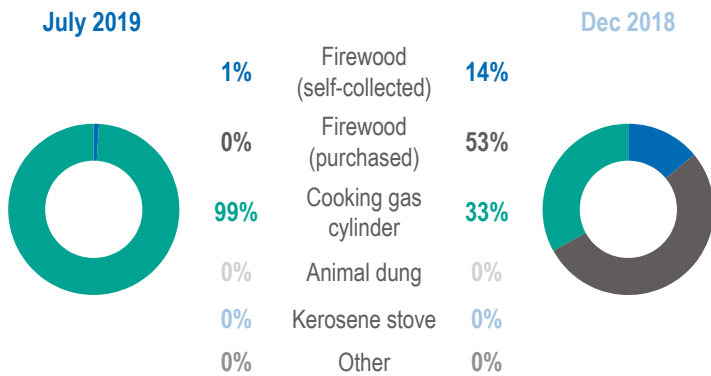 July 2019
Dec 2018
1%
Firewood
(self-collected)
14%
0%
Firewood
(purchased)
53%
99%
Cooking gas
cylinder
33%
0%
Animal dung
0%
0%
Kerosene stove
0%
0%
Other
0%